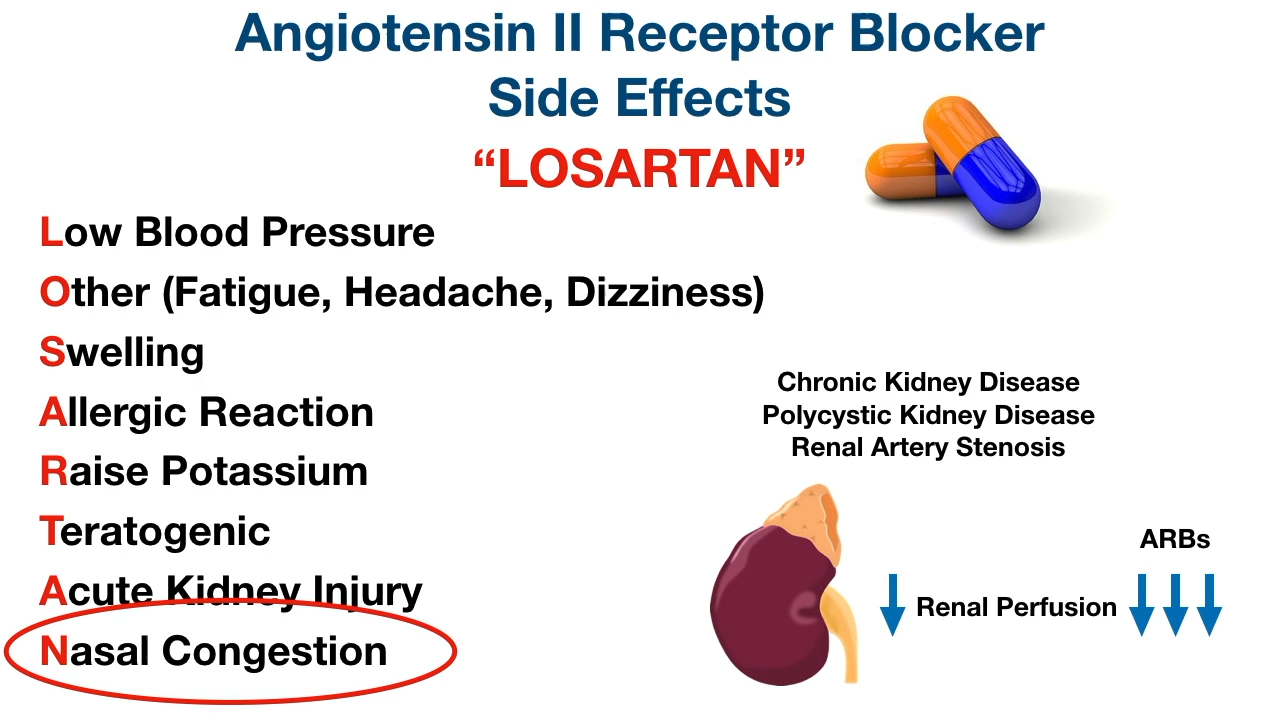 Angiotensin II Receptor Blocker
Side Effects
“LOSARTAN”
Low Blood Pressure
Other (Fatigue, Headache, Dizziness)
Swelling
Allergic Reaction
Raise Potassium
Teratogenic
Acute Kidney Injury
Nasal Congestion
Chronic Kidney Disease
Polycystic Kidney Disease
Renal Artery Stenosis
ARBs
Renal Perfusion